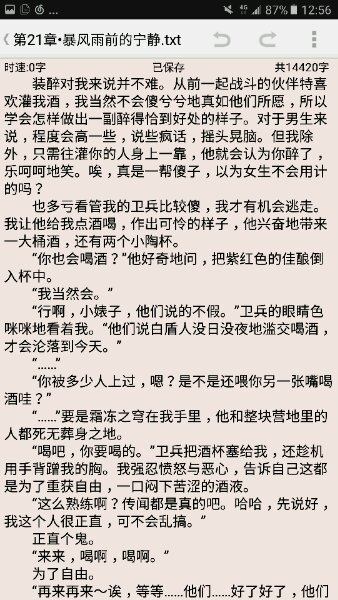 4G 87% 12:56
第21章•暴风雨前的宁静.txt
时速:0字 已保存 共14420字
装醉对我来说并不难。从前一起战斗的伙伴特喜
欢灌我酒，我当然不会傻兮兮地真如他们所愿，所以
学会怎样做出一副醉得恰到好处的样子。对于男生来
说，程度会高一些，说些疯话，摇头晃脑。但我除
外，只需往灌你的人身上一靠，他就会认为你醉了，
乐呵呵地笑。唉，真是一帮傻子，以为女生不会用计
的吗？
也多亏看管我的卫兵比较傻，我才有机会逃走。
我让他给我点酒喝，作出可怜的样子，他兴奋地带来
一大桶酒，还有两个小陶杯。
“你也会喝酒？”他好奇地问，把紫红色的佳酿倒
入杯中。
“我当然会。”
“行啊，小婊子，他们说的不假。”卫兵的眼睛色
咪咪地看着我。“他们说白盾人没日没夜地滥交喝酒，
才会沦落到今天。”
“……”
“你被多少人上过，嗯？是不是还喂你另一张嘴喝
酒哇？”
“……”要是霜冻之穹在我手里，他和整块营地里的
人都死无葬身之地。
“喝吧，你要喝的。”卫兵把酒杯塞给我，还趁机
用手背蹭我的胸。我强忍愤怒与恶心，告诉自己这都
是为了重获自由，一口闷下苦涩的酒液。
“这么熟练啊？传闻都是真的吧。哈哈，先说好，
我这个人很正直，可不会乱搞。”
正直个鬼。
“来来，喝啊，喝啊。”
为了自由。
“再来再来～诶，等等……他们……好了好了，他们